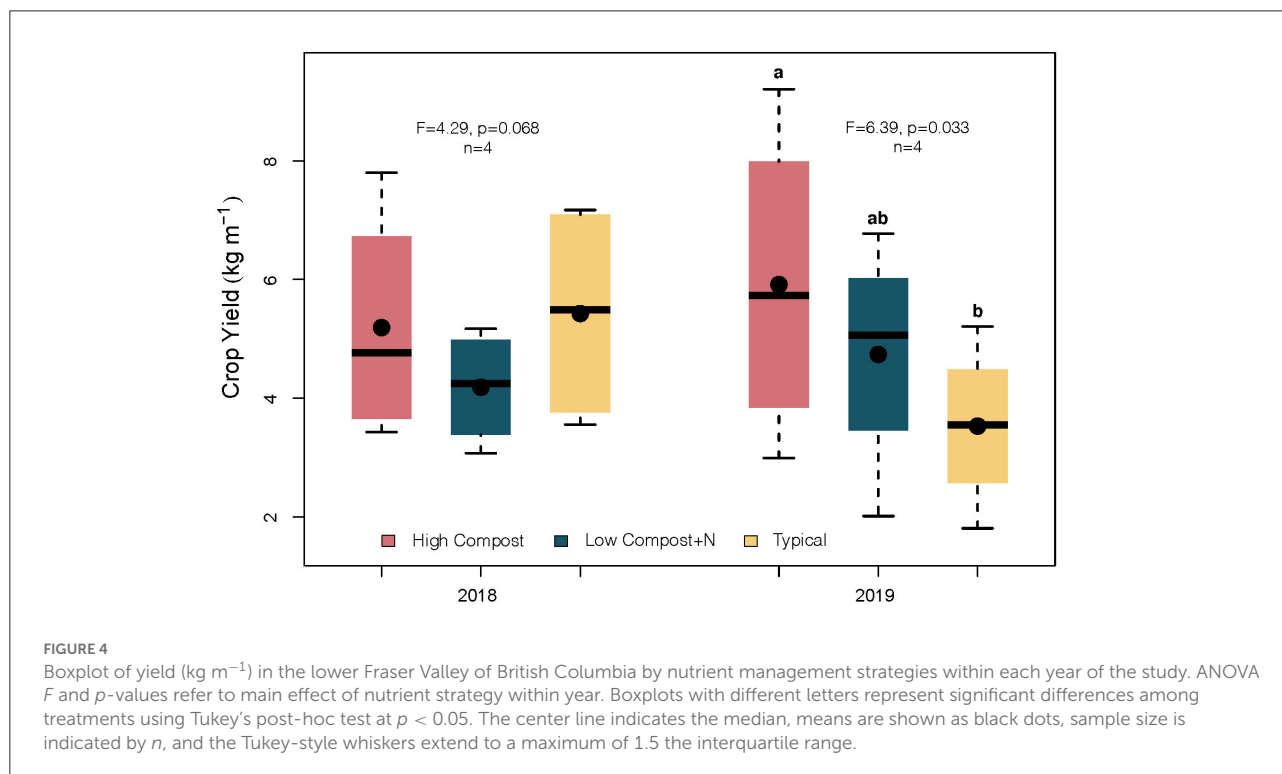 a
F=4.29, p=0.068
n=4
F=6.39, p=0.033
n=4
8
ab
6
b
4
2
Crop Yield (kg m⁻¹)
High Compost Low Compost+N Typical
2018 2019
FIGURE 4
Boxplot of yield (kg m⁻¹) in the lower Fraser Valley of British Columbia by nutrient management strategies within each year of the study. ANOVA
F and p-values refer to main effect of nutrient strategy within year. Boxplots with different letters represent significant differences among
treatments using Tukey's post-hoc test at p < 0.05. The center line indicates the median, means are shown as black dots, sample size is
indicated by n, and the Tukey-style whiskers extend to a maximum of 1.5 the interquartile range.